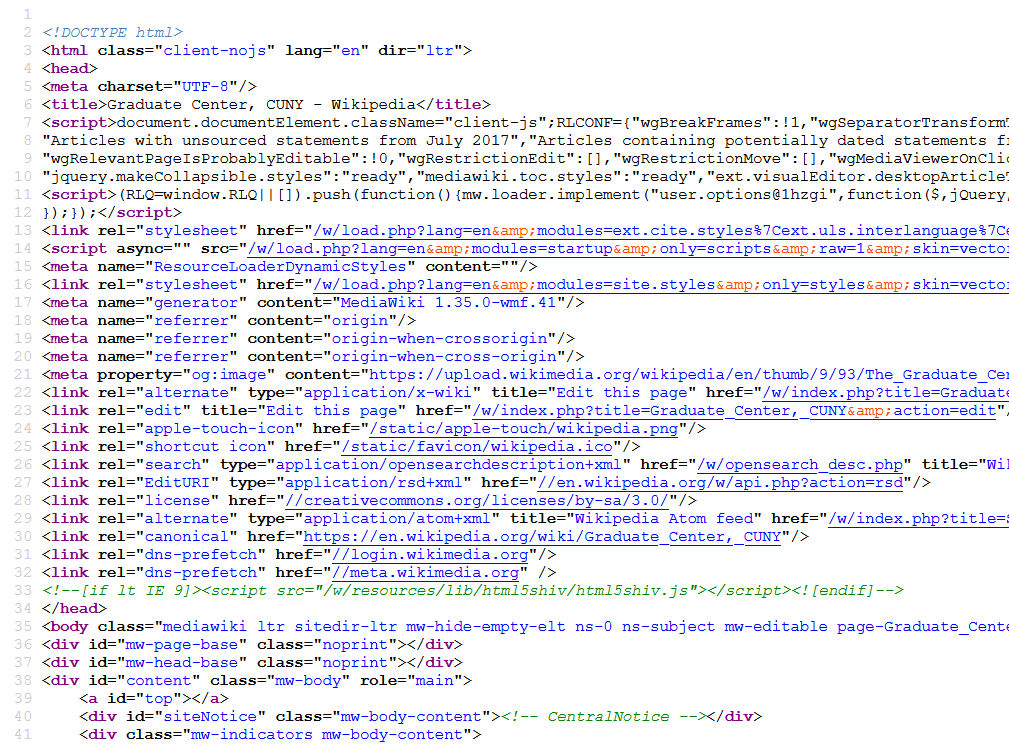 1
2 <!DOCTYPE html>
3 <html class="client-nojs" lang="en" dir="ltr">
4 <head>
5 <meta charset="UTF-8"/>
6 <title>Graduate Center, CUNY - Wikipedia</title>
7 <script>document.documentElement.className="client-js";RLCONF={"wgBreakFrames":!1,"wgSeparatorTransformT
8 "Articles with unsourced statements from July 2017","Articles containing potentially dated statements fr
9 "wgRelevantPageIsProbablyEditable":!0,"wgRestrictionEdit":[],"wgRestrictionMove":[],"wgMediaViewerOnClic
10 "jquery.makeCollapsible.styles":"ready","mediawiki.toc.styles":"ready","ext.visualEditor.desktopArticleT
11 <script>(RLQ=window.RLQ||[]).push(function(){mw.loader.implement("user.options@1hzgi",function($,jQuery,
12 });});</script>
13 <link rel="stylesheet" href="/w/load.php?lang=en&amp;modules=ext.cite.styles%7Cext.uls.interlanguage%7Ce
14 <script async="" src="/w/load.php?lang=en&amp;modules=startup&amp;only=scripts&amp;raw=1&amp;skin=vector
15 <meta name="ResourceLoaderDynamicStyles" content=""/>
16 <link rel="stylesheet" href="/w/load.php?lang=en&amp;modules=site.styles&amp;only=styles&amp;skin=vector
17 <meta name="generator" content="MediaWiki 1.35.0-wmf.41"/>
18 <meta name="referrer" content="origin"/>
19 <meta name="referrer" content="origin-when-crossorigin"/>
20 <meta name="referrer" content="origin-when-cross-origin"/>
21 <meta property="og:image" content="https://upload.wikimedia.org/wikipedia/en/thumb/9/93/The_Graduate_Cen
22 <link rel="alternate" type="application/x-wiki" title="Edit this page" href="/w/index.php?title=Graduate
23 <link rel="edit" title="Edit this page" href="/w/index.php?title=Graduate_Center,_CUNY&amp;action=edit"/
24 <link rel="apple-touch-icon" href="/static/apple-touch/wikipedia.png"/>
25 <link rel="shortcut icon" href="/static/favicon/wikipedia.ico"/>
26 <link rel="search" type="application/opensearchdescription+xml" href="/w/opensearch_desc.php" title="Wik
27 <link rel="EditURI" type="application/rsd+xml" href="//en.wikipedia.org/w/api.php?action=rsd"/>
28 <link rel="license" href="//creativecommons.org/licenses/by-sa/3.0/"/>
29 <link rel="alternate" type="application/atom+xml" title="Wikipedia Atom feed" href="/w/index.php?title=S
30 <link rel="canonical" href="https://en.wikipedia.org/wiki/Graduate_Center,_CUNY"/>
31 <link rel="dns-prefetch" href="//login.wikimedia.org"/>
32 <link rel="dns-prefetch" href="//meta.wikimedia.org" />
33 <!--[if lt IE 9]><script src="/w/resources/lib/html5shiv/html5shiv.js"></script><![endif]-->
34 </head>
35 <body class="mediawiki ltr sitedir-ltr mw-hide-empty-elt ns-0 ns-subject mw-editable page-Graduate_Cente
36 <div id="mw-page-base" class="noprint"></div>
37 <div id="mw-head-base" class="noprint"></div>
38 <div id="content" class="mw-body" role="main">
39 <a id="top"></a>
40 <div id="siteNotice" class="mw-body-content"><!-- CentralNotice --></div>
41 <div class="mw-indicators mw-body-content">